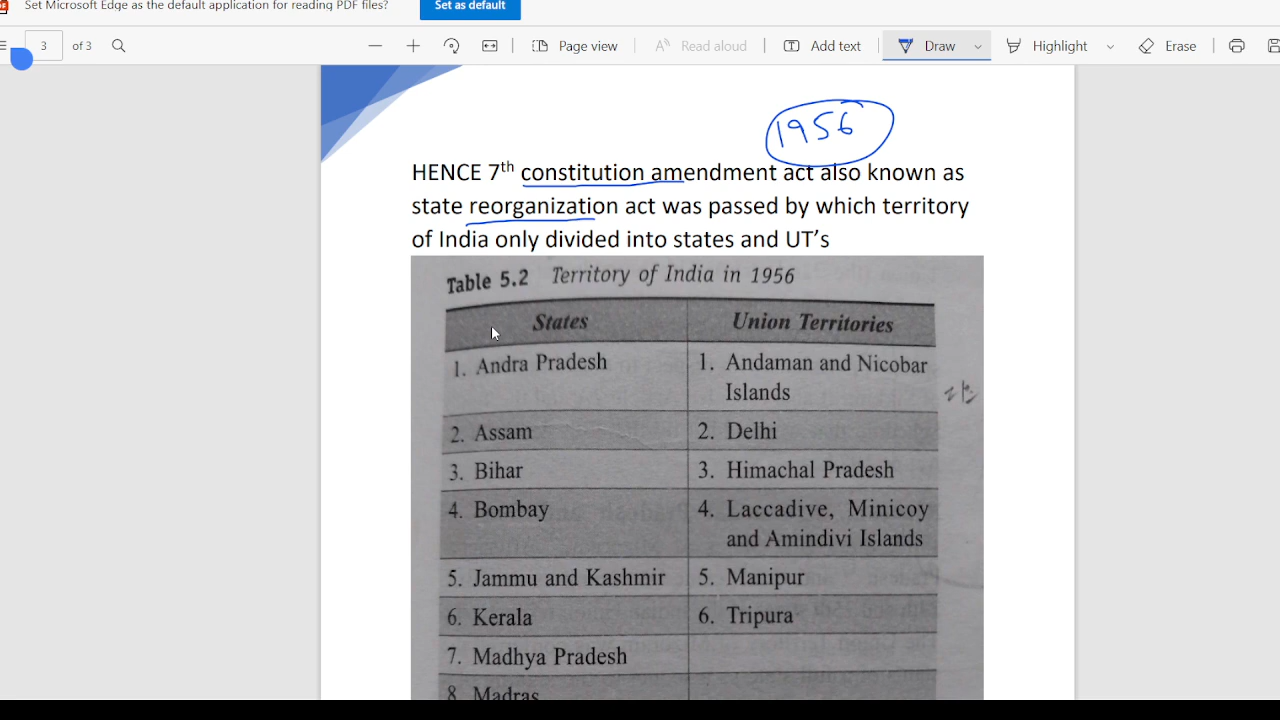 Set Microsoft Edge as the default application for reading PDF files?
Set as default
3 of 3
Page view
Read aloud
Add text
Draw
Highlight
Erase
1956
HENCE 7th constitution amendment act also known as
state reorganization act was passed by which territory
of India only divided into states and UT's
Table 5.2 Territory of India in 1956
States Union Territories
1. Andra Pradesh 1. Andaman and Nicobar
Islands
2. Assam 2. Delhi
3. Bihar 3. Himachal Pradesh
4. Bombay 4. Laccadive, Minicoy
and Amindivi Islands
5. Jammu and Kashmir 5. Manipur
6. Kerala 6. Tripura
7. Madhya Pradesh
8. Madras